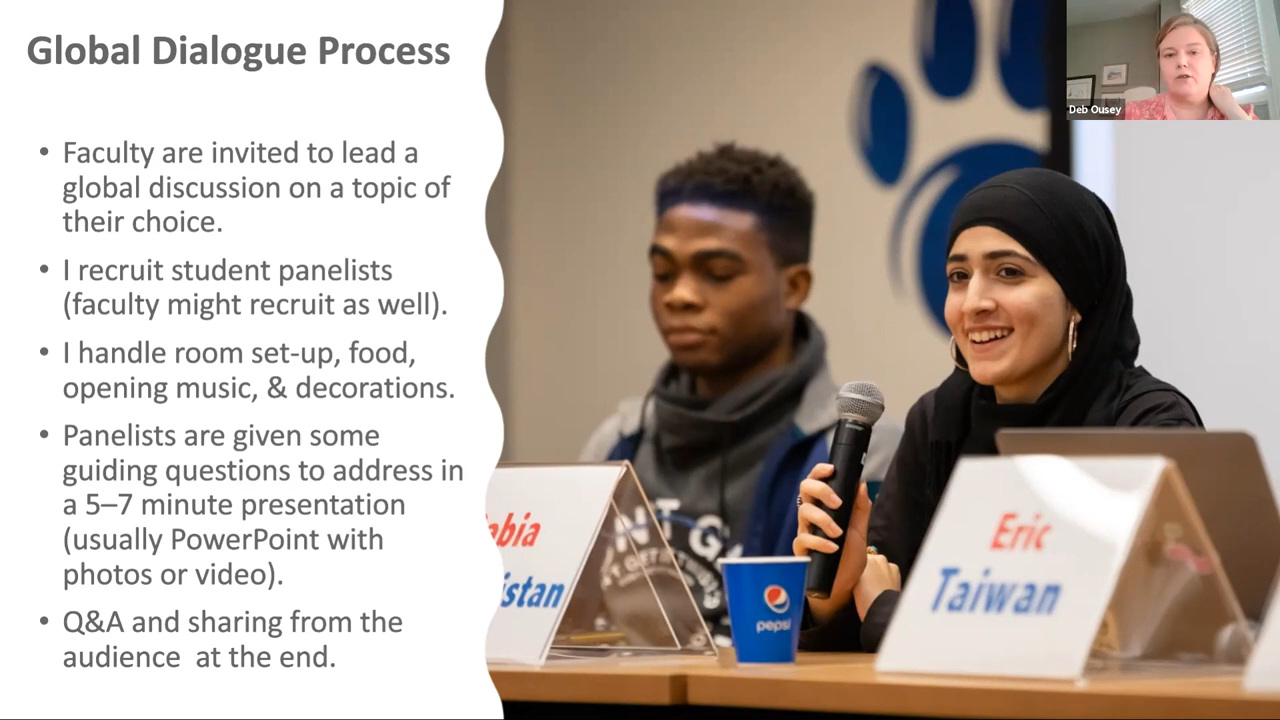 Global Dialogue Process
• Faculty are invited to lead a
global discussion on a topic of
their choice.
• I recruit student panelists
(faculty might recruit as well).
• I handle room set-up, food,
opening music, & decorations.
• Panelists are given some
guiding questions to address in
a 5–7 minute presentation
(usually PowerPoint with
photos or video).
• Q&A and sharing from the
audience  at the end.
Deb Ousey
Eric
Taiwan
pepsi